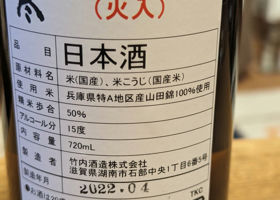 (火入)
品目 日本酒
原材料名 米(国産)、米こうじ(国産米)
使用米 兵庫県特A地区産山田錦100%使用
精米歩合 50%
アルコール分 15度
内容量 720mL
製造者 竹内酒造株式会社
滋賀県湖南市石部中央1丁目6番5号
製造年月 2022.04
TKC